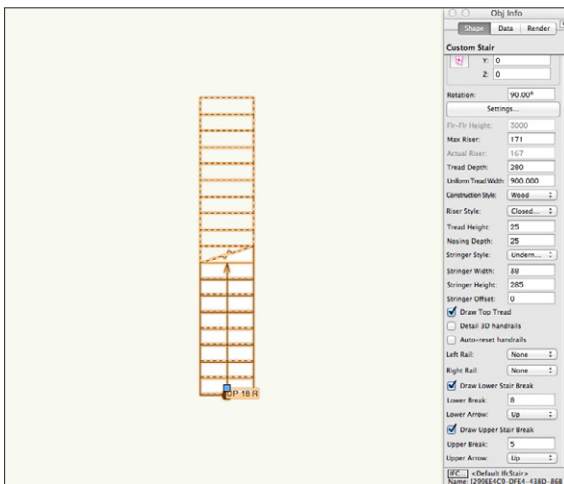 Obj Info
Shape Data Render
Custom Stair
Y: 0
Z: 0
Rotation: 90.00°
Settings...
Flr-Flr Height: 3000
Max Riser: 171
Actual Riser: 167
Tread Depth: 280
Uniform Tread Width: 900.000
Construction Style: Wood
Riser Style: Closed...
Tread Height: 25
Nosing Depth: 25
Stringer Style: Undern...
Stringer Width: 38
Stringer Height: 285
Stringer Offset: 0
Draw Top Tread
Detail 3D handrails
Auto-reset handrails
Left Rail: None
Right Rail: None
Draw Lower Stair Break
Lower Break: 8
Lower Arrow: Up
Draw Upper Stair Break
Upper Break: 5
Upper Arrow: Up
IFC... <Default IfcStair>
Name:
UP 18 R